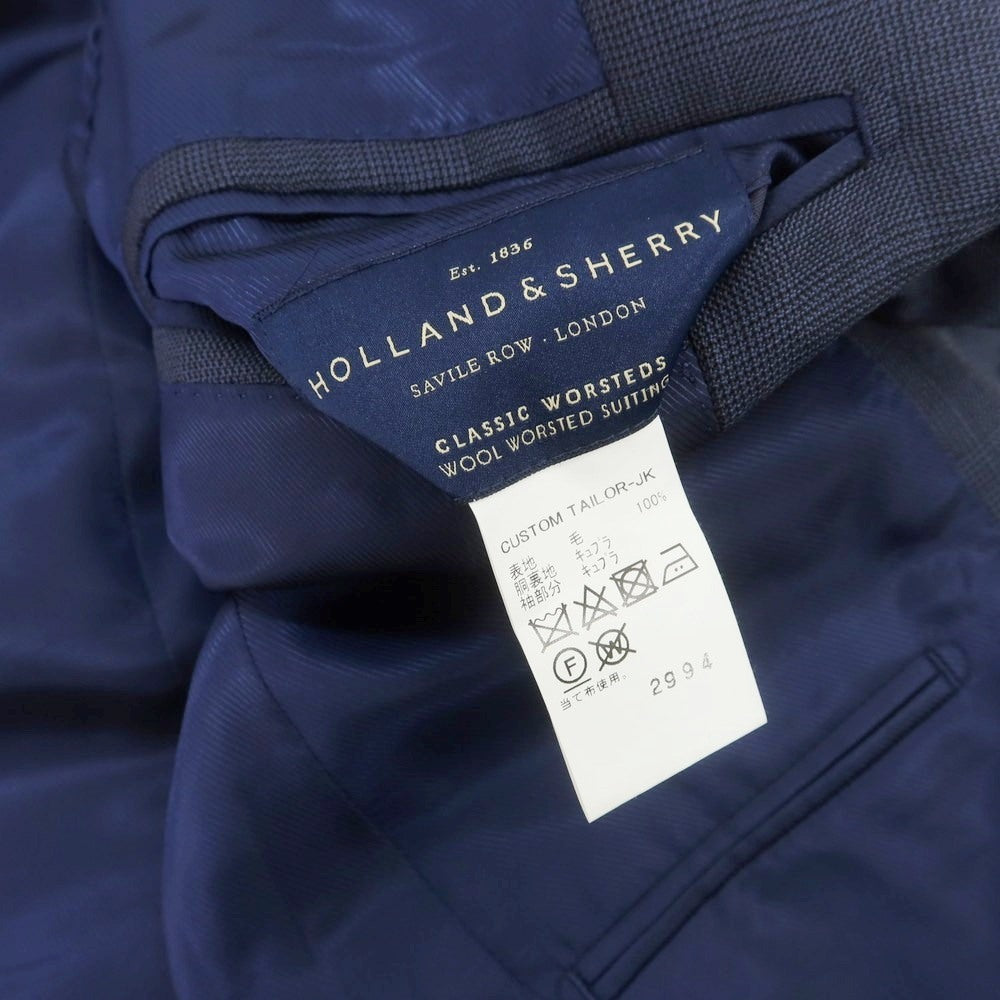 Est. 1836
HOLLAND & SHERRY
SAVILE ROW · LONDON
CLASSIC WORSTEDS
WOOL WORSTED SUITING
CUSTOM TAILOR-JK
表地 毛 100%
胴裏地 キュプラ
袖部分 キュプラ
F W
当て布使用。 2994